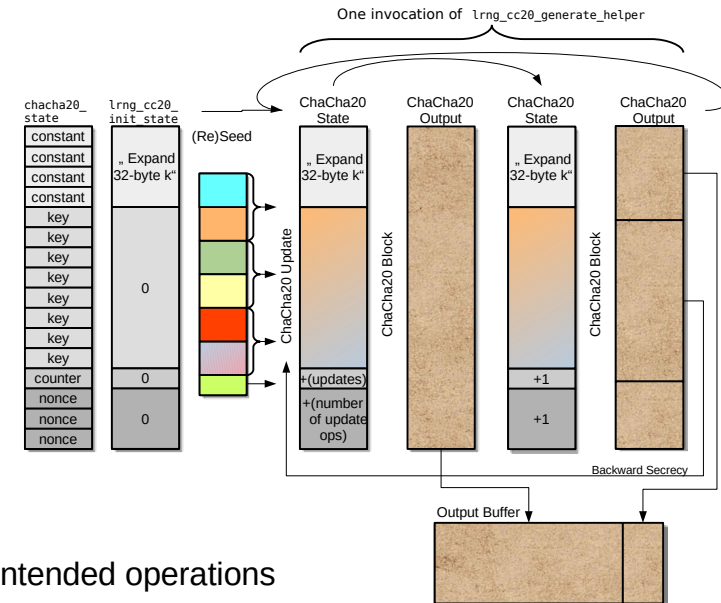 One invocation of lrng_cc20_generate_helper
chacha20_
state
lrng_cc20_
init_state
(Re)Seed
ChaCha20
State
ChaCha20
Output
ChaCha20
State
ChaCha20
Output
constant
constant
constant
constant
key
key
key
key
key
key
key
key
counter
nonce
nonce
nonce
„ Expand
32-byte k“
0
0
0
ChaCha20 Update
„ Expand
32-byte k“
+(updates)
+(number
of update
ops)
ChaCha20 Block
„ Expand
32-byte k“
+1
+1
ChaCha20 Block
Backward Secrecy
Output Buffer
ntended operations